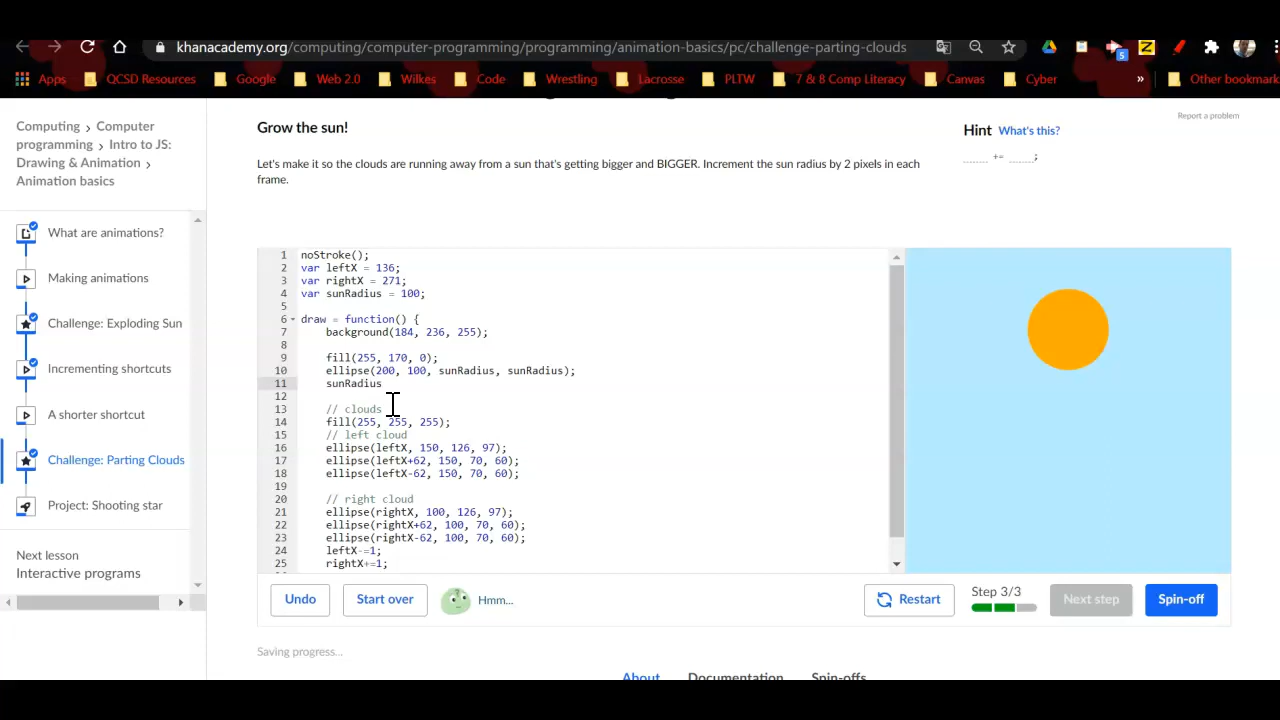 khanacademy.org/computing/computer-programming/programming/animation-basics/pc/challenge-parting-clouds
5
Z
Apps QCSD Resources Google Web 2.0 Wilkes Code Wrestling Lacrosse PLTW 7 & 8 Comp Literacy Canvas Cyber » Other bookmark
Computing > Computer
programming > Intro to JS:
Drawing & Animation >
Animation basics
What are animations?
Making animations
Challenge: Exploding Sun
Incrementing shortcuts
A shorter shortcut
Challenge: Parting Clouds
Project: Shooting star
Next lesson
Interactive programs
Report a problem
Grow the sun!
Let's make it so the clouds are running away from a sun that's getting bigger and BIGGER. Increment the sun radius by 2 pixels in each
frame.
Hint What's this?
______ += ______;
1 noStroke();
2 var leftX = 136;
3 var rightX = 271;
4 var sunRadius = 100;
5
6 draw = function() {
7 background(184, 236, 255);
8
9 fill(255, 170, 0);
10 ellipse(200, 100, sunRadius, sunRadius);
11 sunRadius
12
13 // clouds
14 fill(255, 255, 255);
15 // left cloud
16 ellipse(leftX, 150, 126, 97);
17 ellipse(leftX+62, 150, 70, 60);
18 ellipse(leftX-62, 150, 70, 60);
19
20 // right cloud
21 ellipse(rightX, 100, 126, 97);
22 ellipse(rightX+62, 100, 70, 60);
23 ellipse(rightX-62, 100, 70, 60);
24 leftX-=1;
25 rightX+=1;
Undo Start over Hmm... Restart Step 3/3 Next step Spin-off
Saving progress...
About Documentation Spin-offs